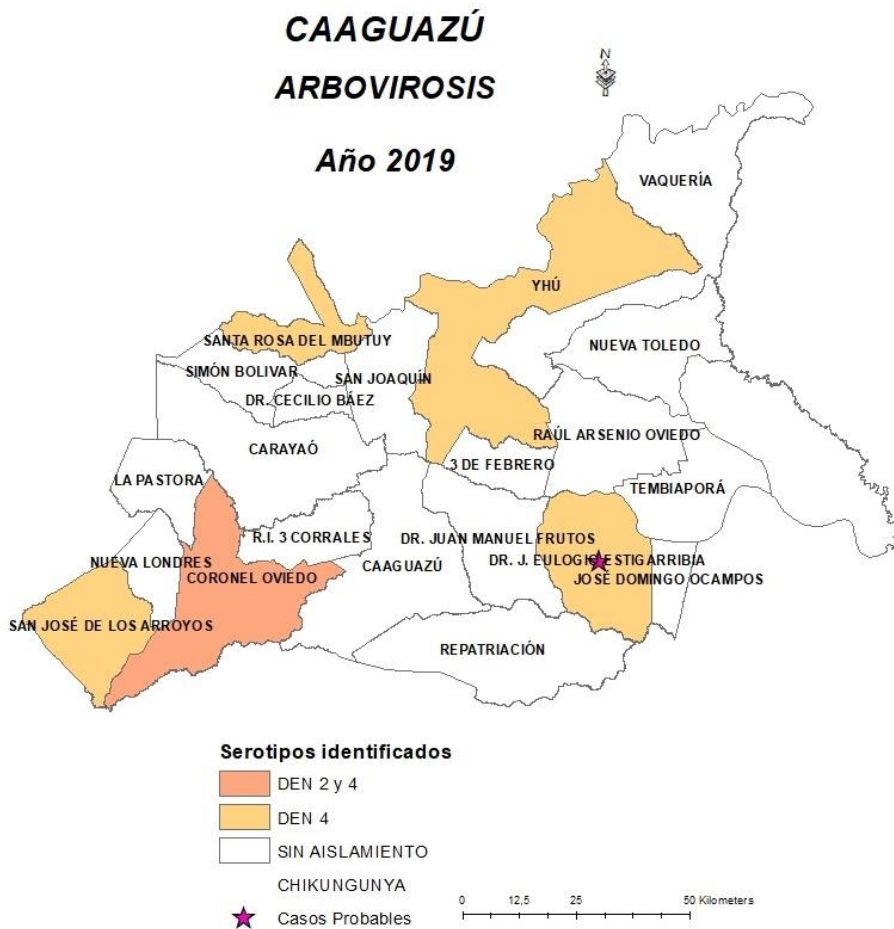 CAAGUAZÚ
ARBOVIROSIS
Año 2019
N
VAQUERÍA
YHÚ
SANTA ROSA DEL MBUTUY
NUEVA TOLEDO
SIMÓN BOLIVAR
SAN JOAQUÍN
DR. CECILIO BÁEZ
RAÚL ARSENIO OVIEDO
CARAYAÓ
3 DE FEBRERO
LA PASTORA
TEMBIAPORÁ
R.I. 3 CORRALES
DR. JUAN MANUEL FRUTOS
NUEVA LONDRES
CAAGUAZÚ
DR. J. EULOGIO ESTIGARRIBIA
CORONEL OVIEDO
JOSÉ DOMINGO OCAMPOS
SAN JOSÉ DE LOS ARROYOS
REPATRIACIÓN
Serotipos identificados
DEN 2 y 4
DEN 4
SIN AISLAMIENTO
CHIKUNGUNYA
Casos Probables
0 12,5 25 50 Kilometers